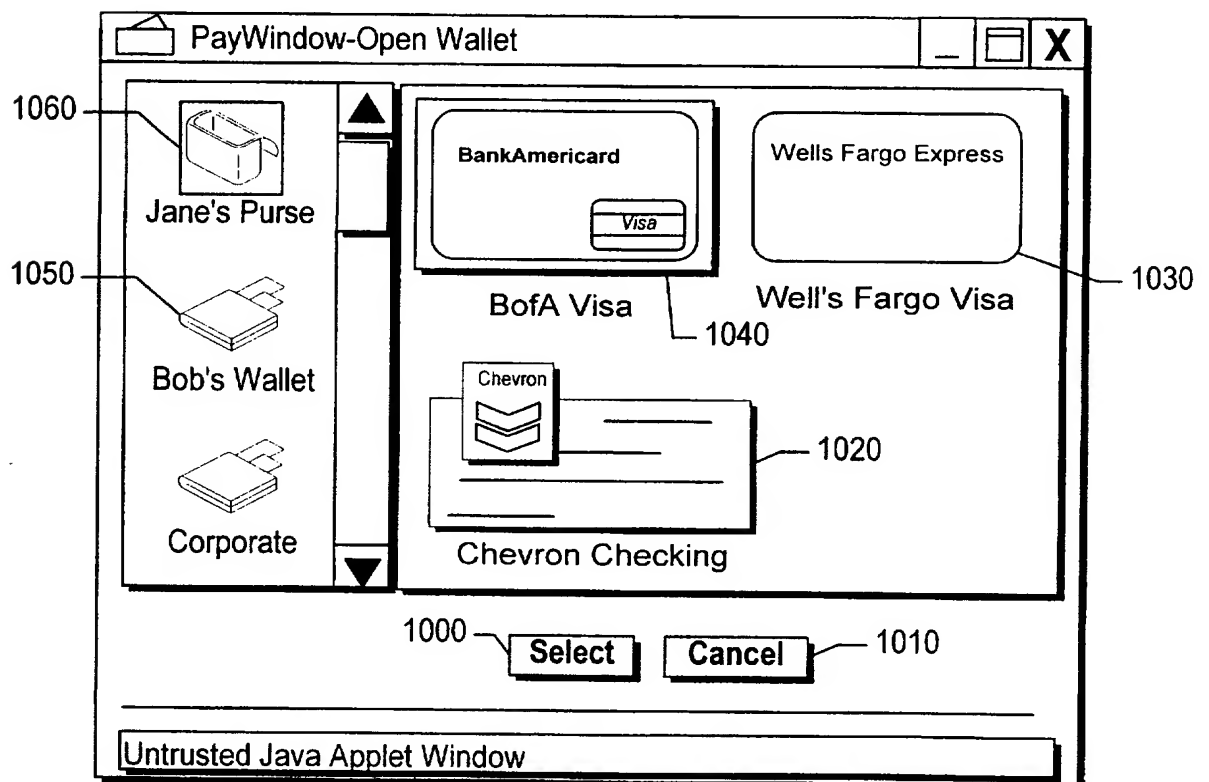 PayWindow-Open Wallet
X
1060
Jane's Purse
1050
Bob's Wallet
Corporate
BankAmericard
Visa
BofA Visa
1040
Wells Fargo Express
Well's Fargo Visa
1030
Chevron
1020
Chevron Checking
1000
Select
Cancel
1010
Untrusted Java Applet Window